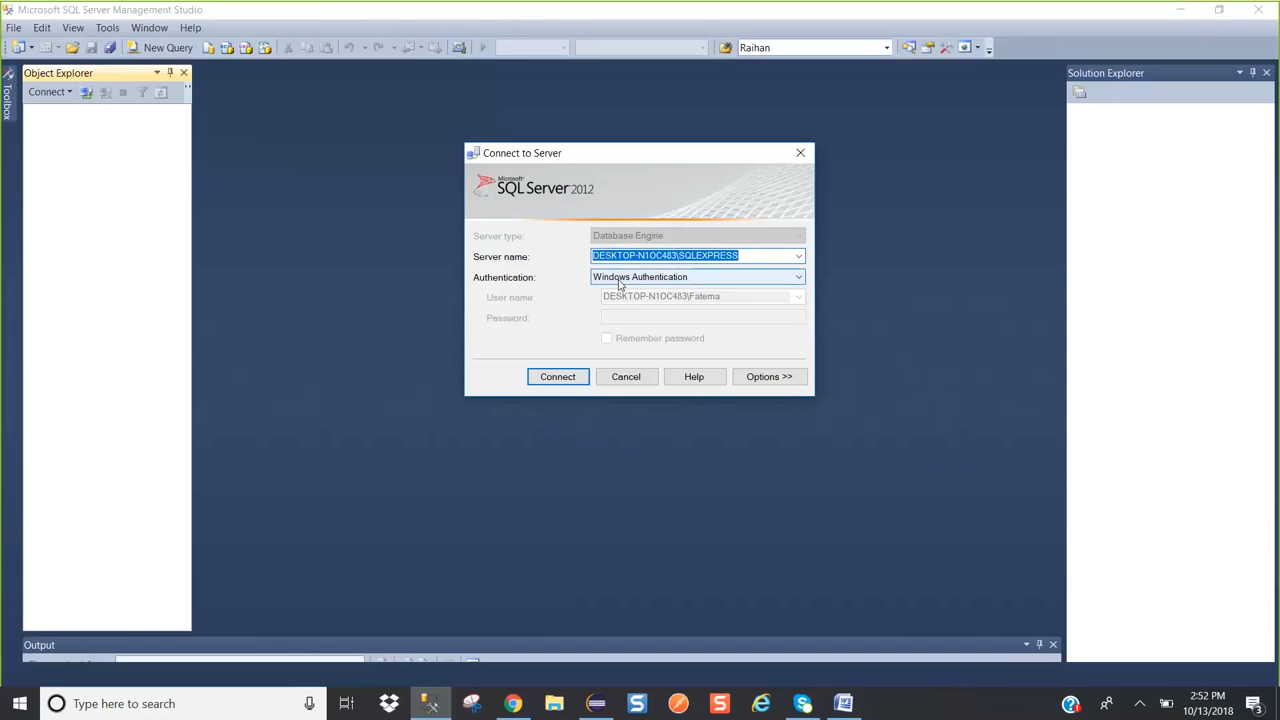 Microsoft SQL Server Management Studio
File Edit View Tools Window Help
New Query Raihan
Object Explorer
Solution Explorer
Connect
Toolbox
Connect to Server
Microsoft
SQL Server 2012
Server type: Database Engine
Server name: DESKTOP-N1OC483\SQLEXPRESS
Authentication: Windows Authentication
User name: DESKTOP-N1OC483\Fatema
Password:
Remember password
Connect Cancel Help Options >>
Output
Type here to search
2:52 PM
10/13/2018
3